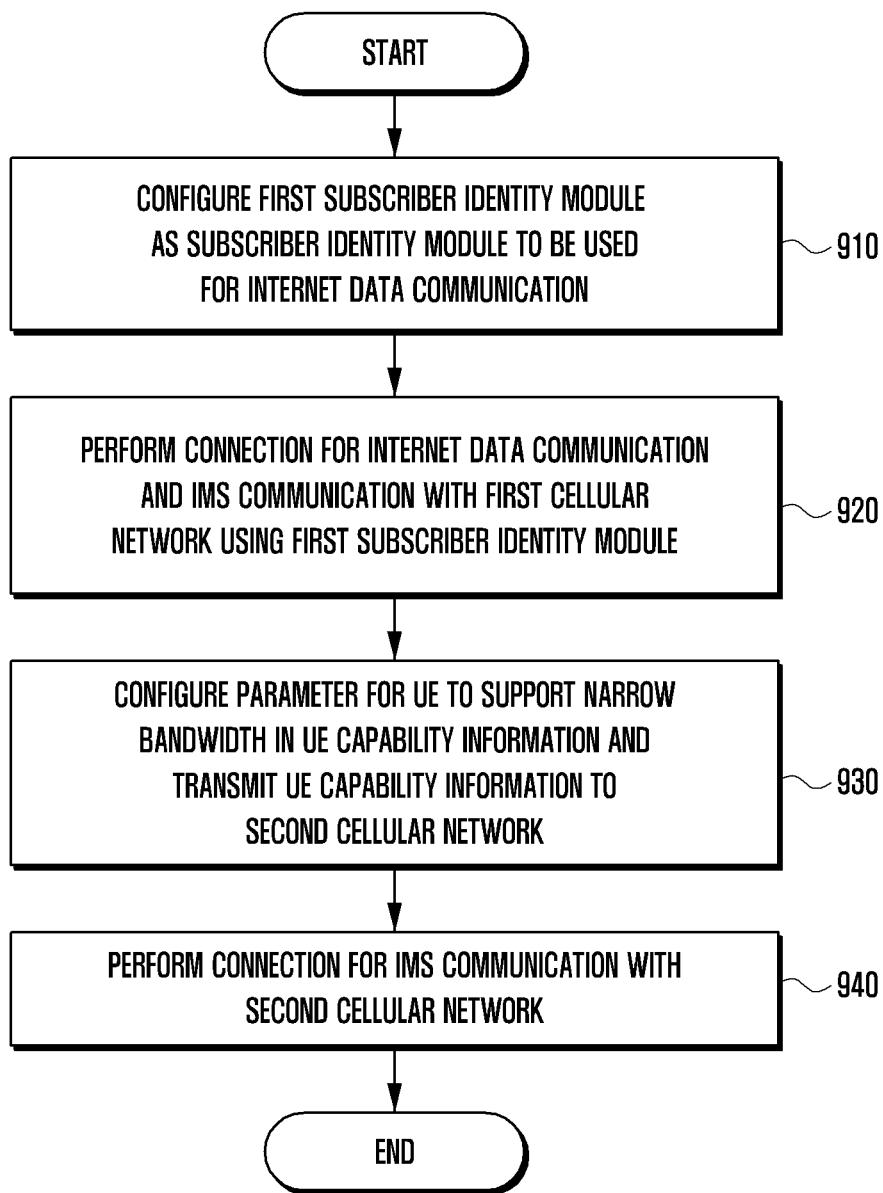 START
CONFIGURE FIRST SUBSCRIBER IDENTITY MODULE
AS SUBSCRIBER IDENTITY MODULE TO BE USED
FOR INTERNET DATA COMMUNICATION
910
PERFORM CONNECTION FOR INTERNET DATA COMMUNICATION
AND IMS COMMUNICATION WITH FIRST CELLULAR
NETWORK USING FIRST SUBSCRIBER IDENTITY MODULE
920
CONFIGURE PARAMETER FOR UE TO SUPPORT NARROW
BANDWIDTH IN UE CAPABILITY INFORMATION AND
TRANSMIT UE CAPABILITY INFORMATION TO
SECOND CELLULAR NETWORK
930
PERFORM CONNECTION FOR IMS COMMUNICATION WITH
SECOND CELLULAR NETWORK
940
END